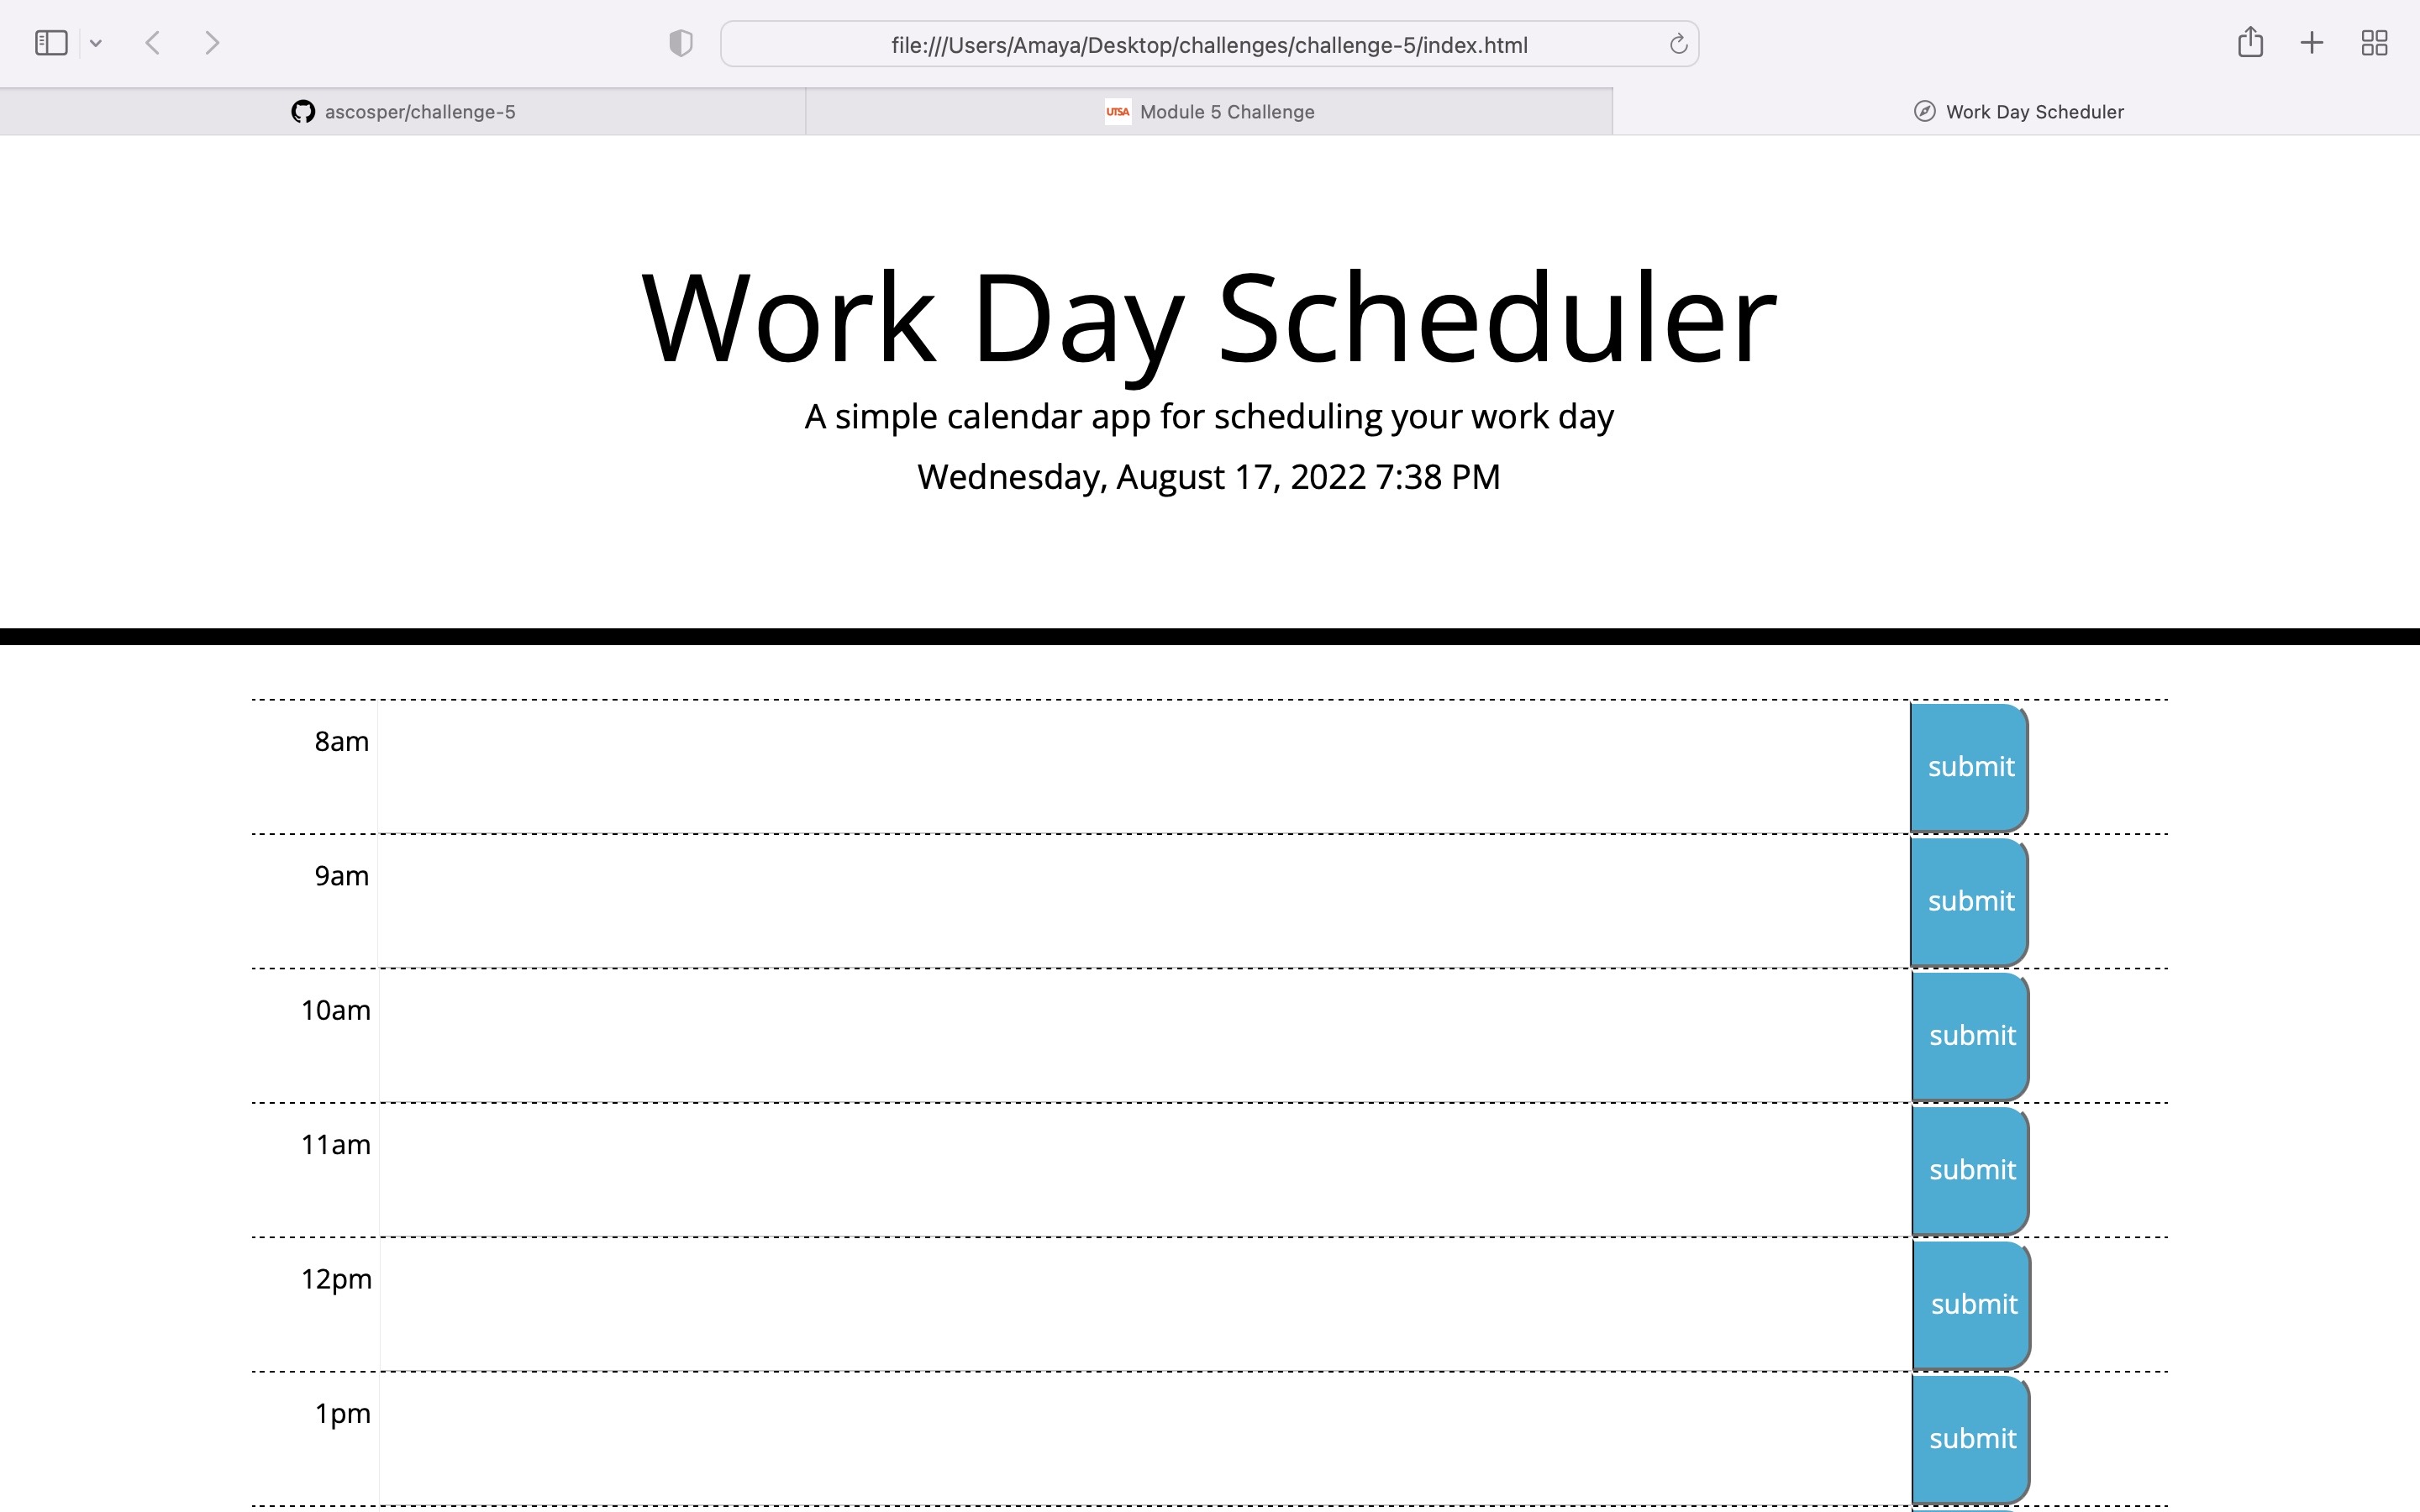 file:///Users/Amaya/Desktop/challenges/challenge-5/index.html
ascosper/challenge-5
UTSA Module 5 Challenge
Work Day Scheduler
Work Day Scheduler
A simple calendar app for scheduling your work day
Wednesday, August 17, 2022 7:38 PM
8am
submit
9am
submit
10am
submit
11am
submit
12pm
submit
1pm
submit